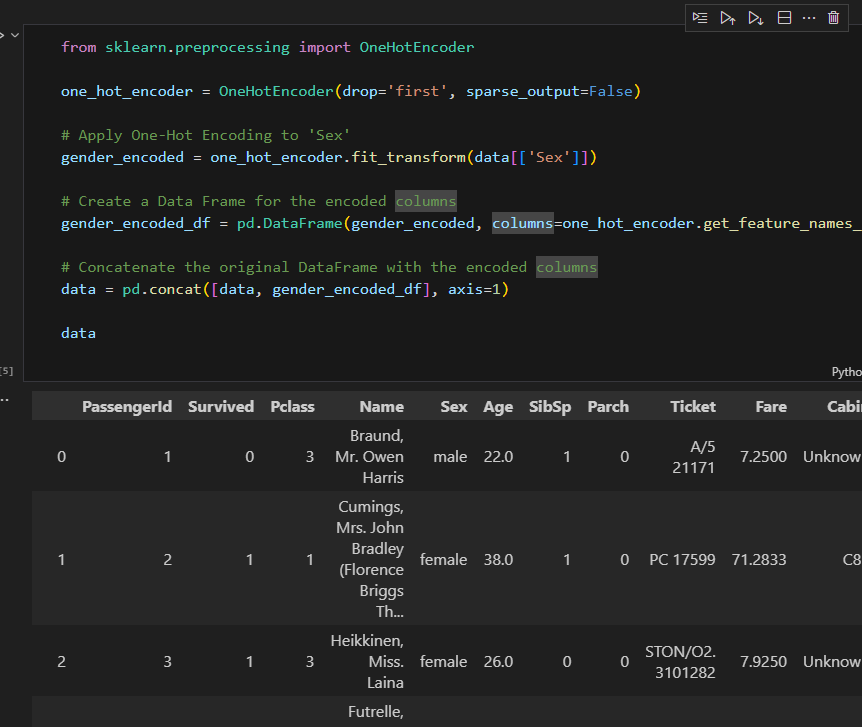 from sklearn.preprocessing import OneHotEncoder
one_hot_encoder = OneHotEncoder(drop='first', sparse_output=False)
# Apply One-Hot Encoding to 'Sex'
gender_encoded = one_hot_encoder.fit_transform(data[['Sex']])
# Create a Data Frame for the encoded columns
gender_encoded_df = pd.DataFrame(gender_encoded, columns=one_hot_encoder.get_feature_names_
# Concatenate the original DataFrame with the encoded columns
data = pd.concat([data, gender_encoded_df], axis=1)
data
[5]
Pytho
PassengerId Survived Pclass Name Sex Age SibSp Parch Ticket Fare Cabi
0 1 0 3 Braund, Mr. Owen Harris male 22.0 1 0 A/5 21171 7.2500 Unknow
1 2 1 1 Cumings, Mrs. John Bradley (Florence Briggs Th... female 38.0 1 0 PC 17599 71.2833 C8
2 3 1 3 Heikkinen, Miss. Laina female 26.0 0 0 STON/O2. 3101282 7.9250 Unknow
Futrelle,